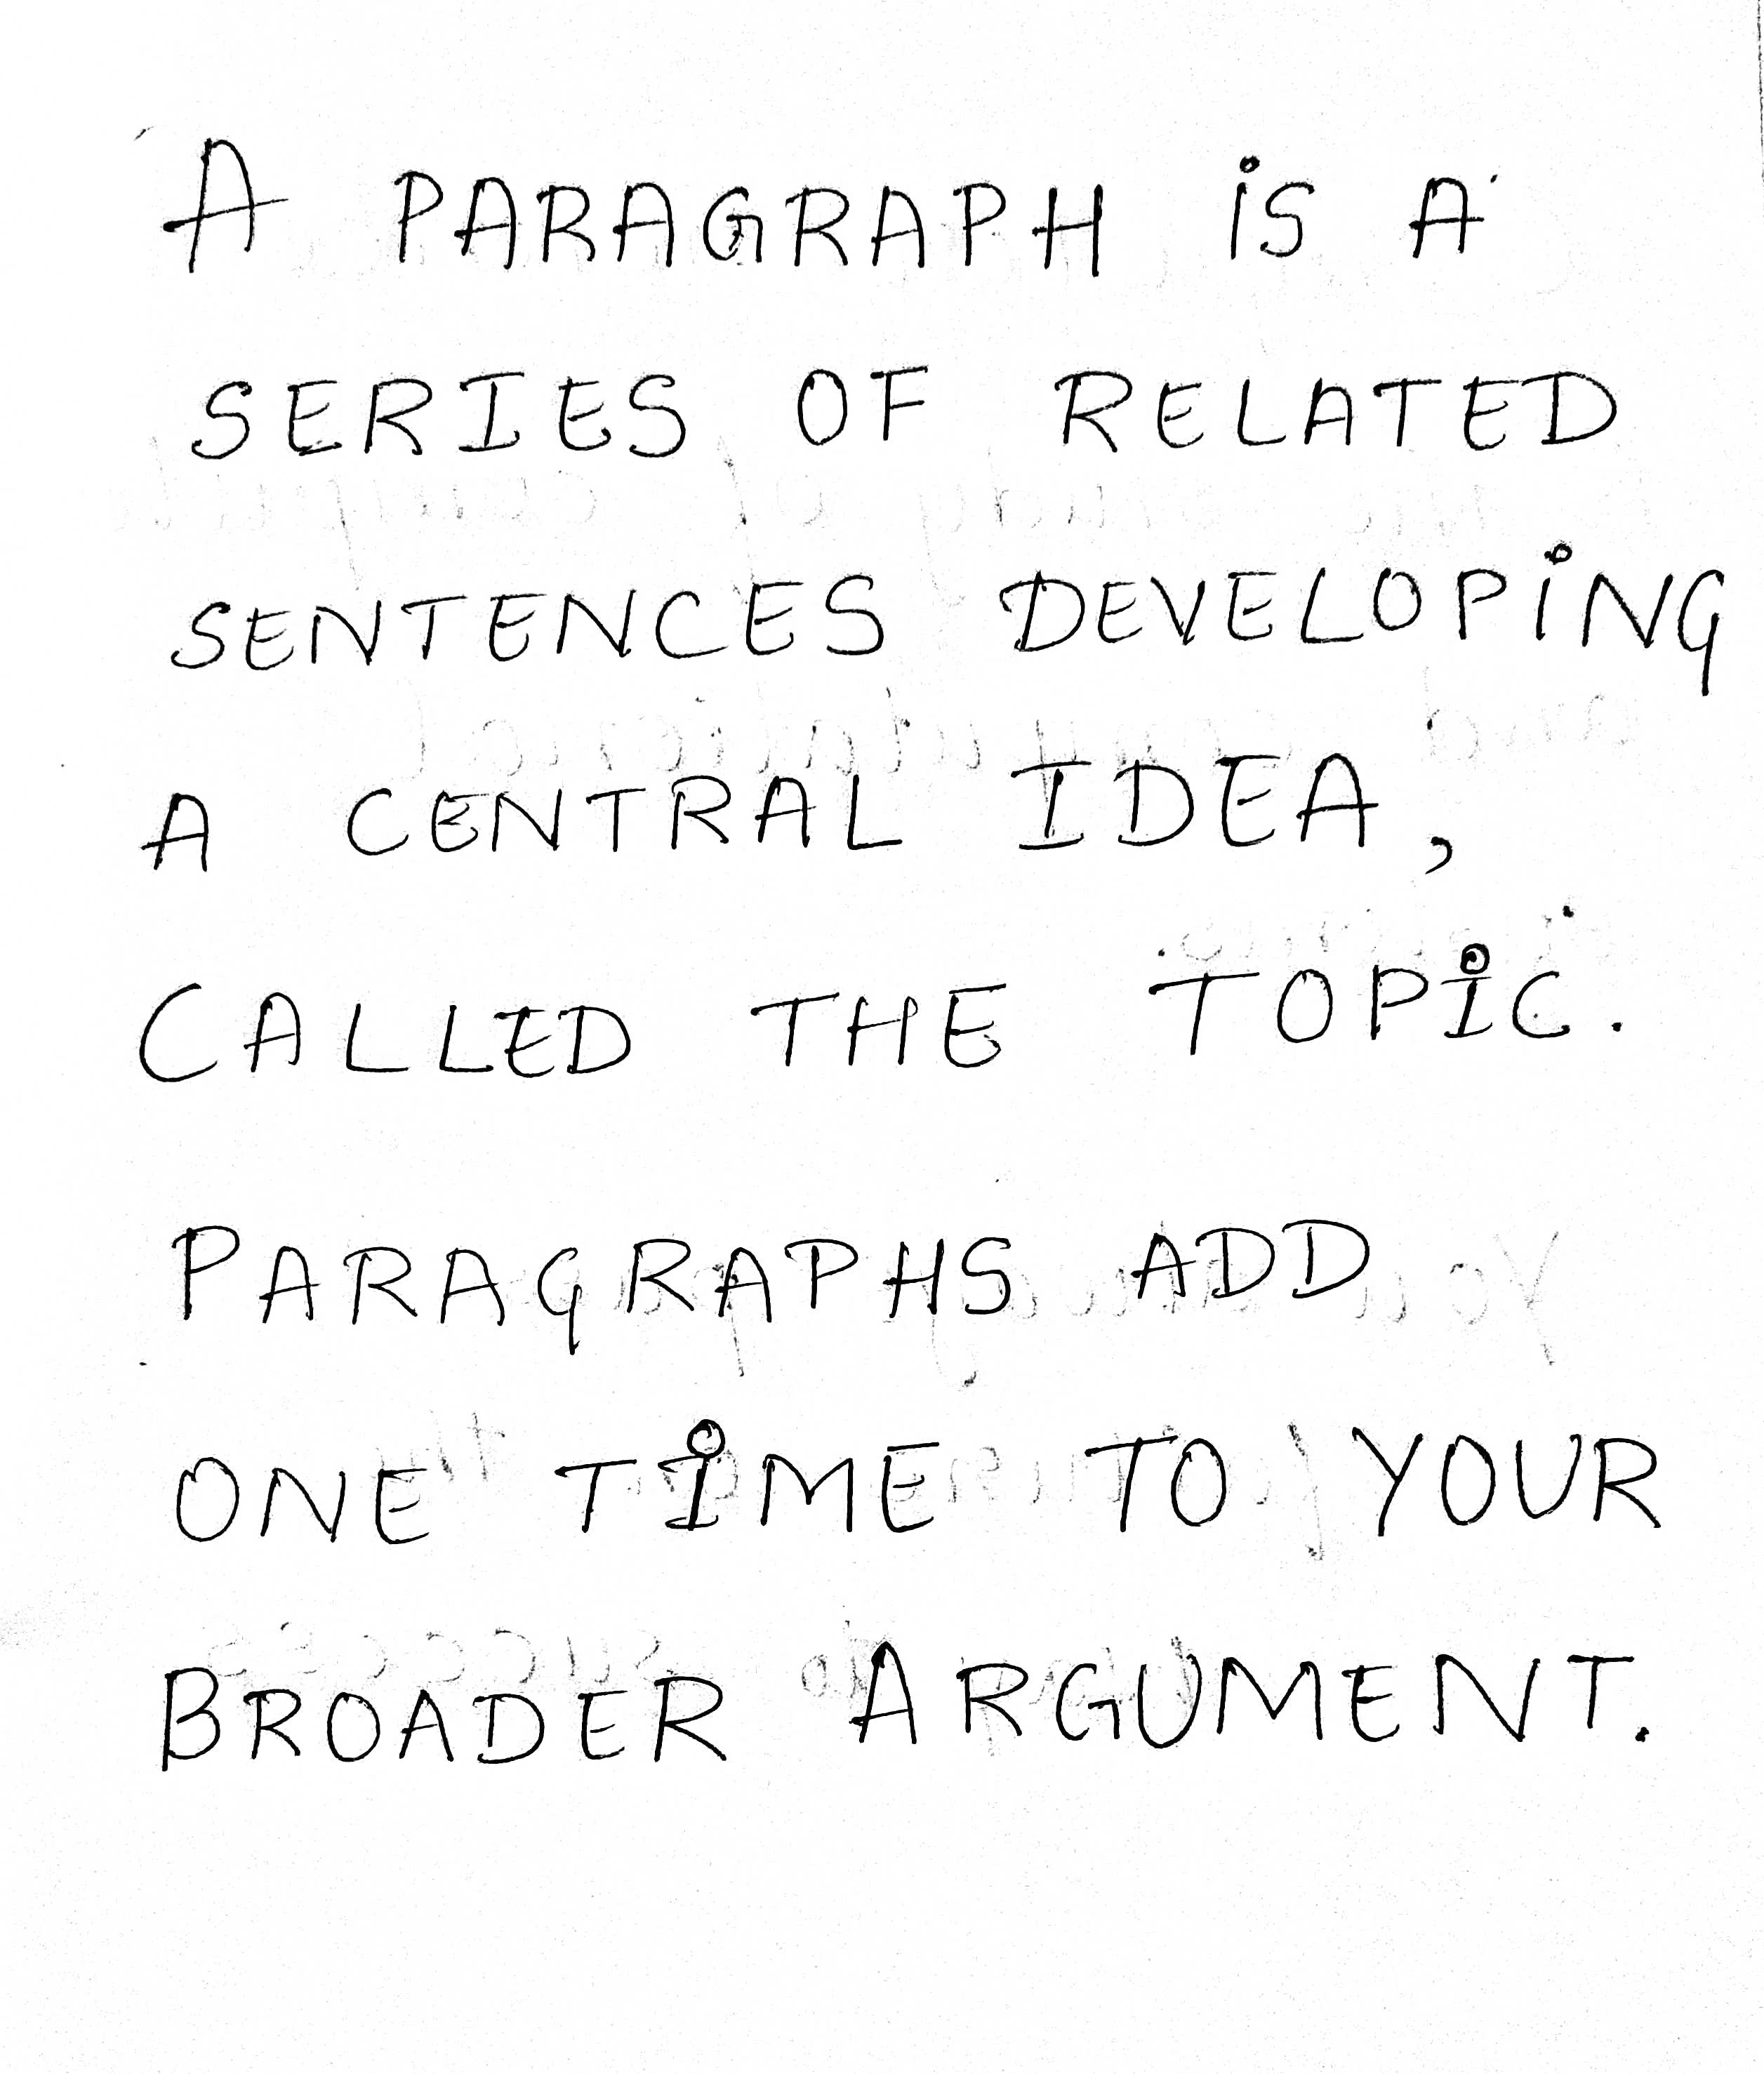 A PARAGRAPH iS A
SERIES OF RELATED
SENTENCES DEVELOPiNG
A CENTRAL IDEA,
CALLED THE TOPIC.
PARAGRAPHS ADD
ONE TIME TO YOUR
BROADER ARGUMENT.